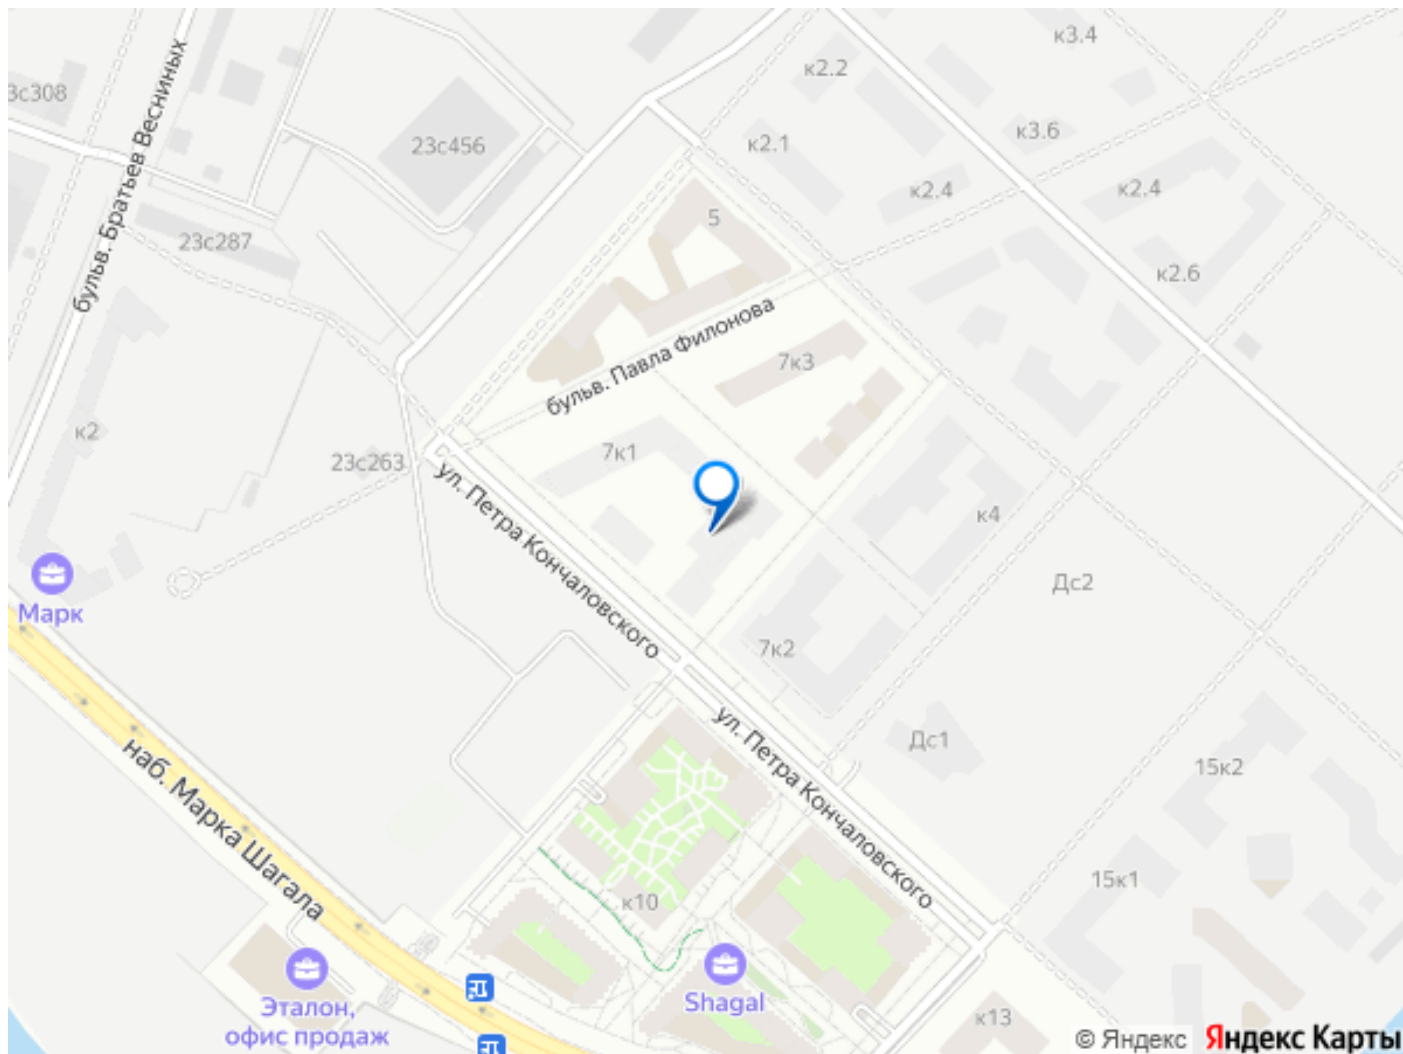 к3.4
к2.2
3с308
к3.6
к2.1
23с456
к2.4
к2.4
бульв. Братьев Весниных
5
23с287
к2.6
бульв. Павла Филонова
7к3
к2
7к1
23с263
ул. Петра Кончаловского
к4
Дс2
Марк
7к2
ул. Петра Кончаловского
Дс1
15к2
наб. Марка Шагала
15к1
к10
Shagal
Эталон,
офис продаж
к13
© Яндекс Яндекс Карты